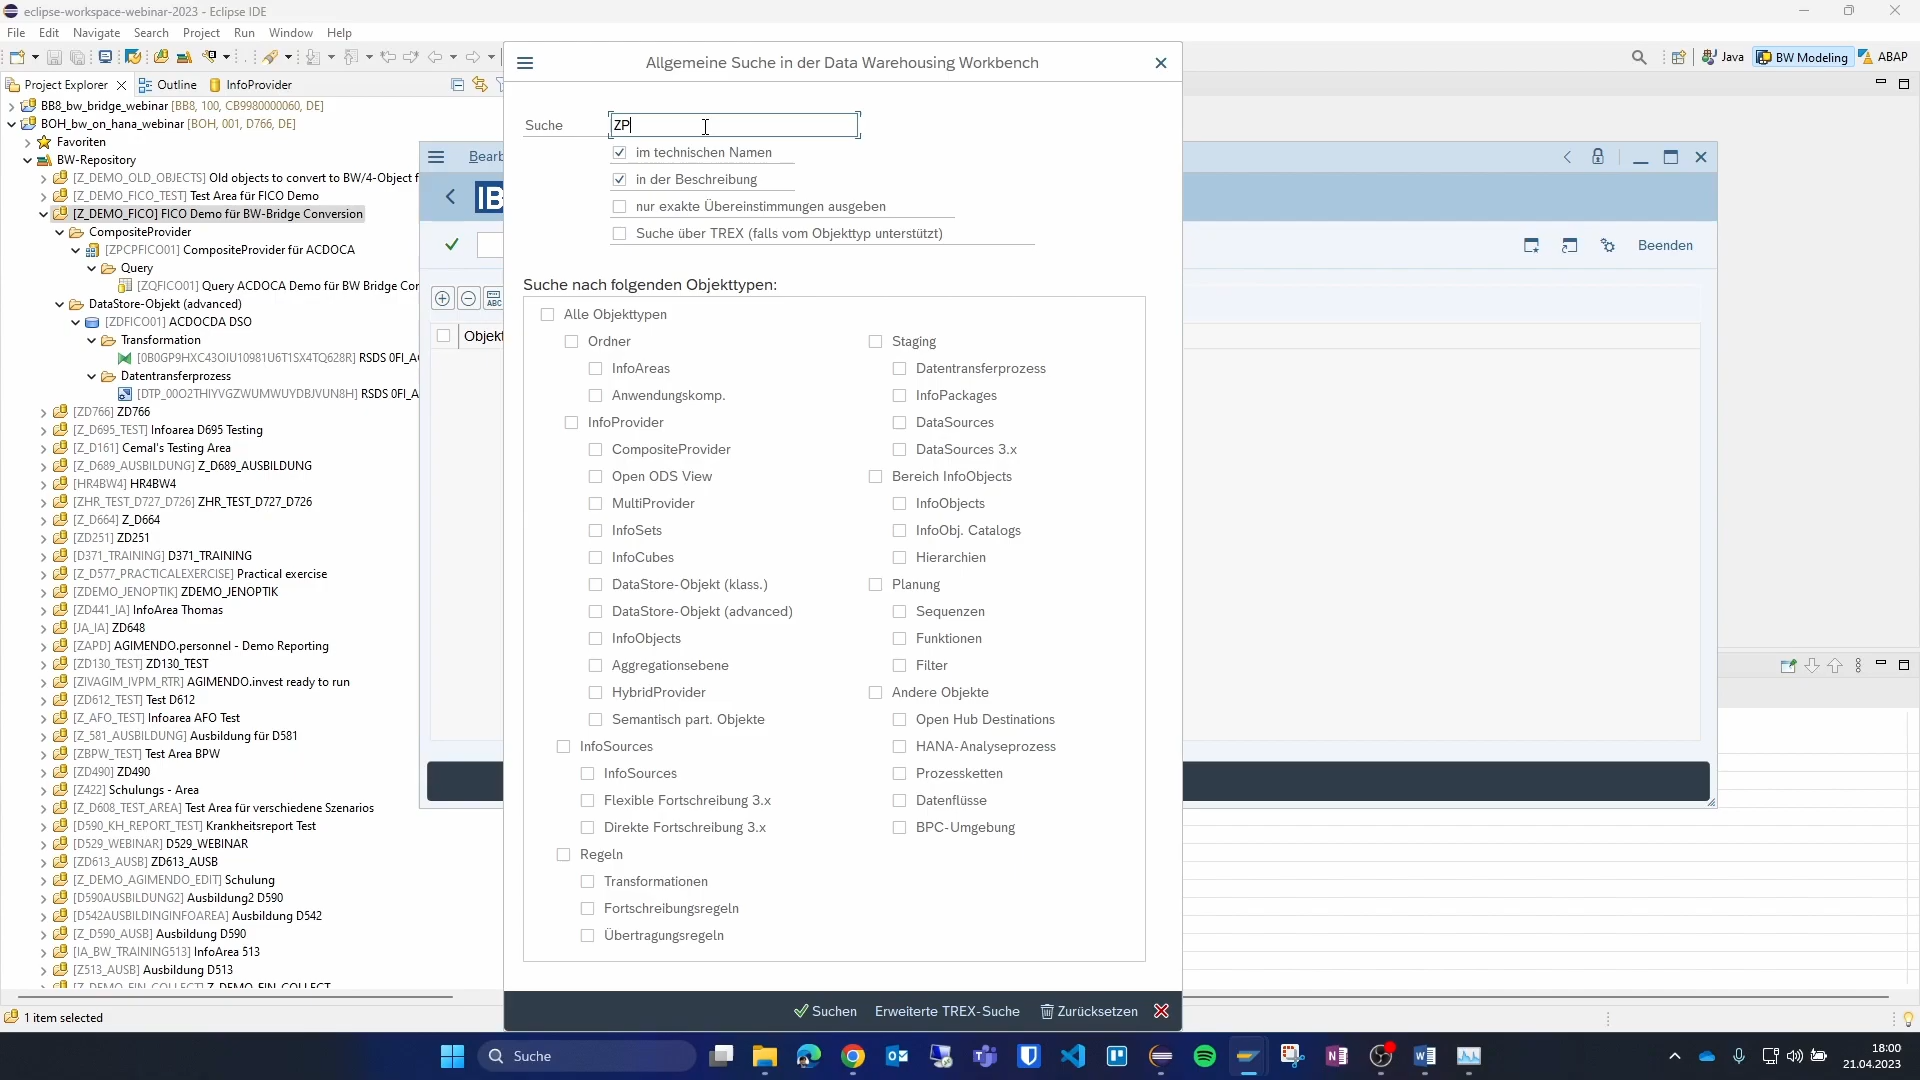 eclipse-workspace-webinar-2023 - Eclipse IDE
File Edit Navigate Search Project Run Window Help
Java BW Modeling ABAP
Project Explorer Outline InfoProvider
BB8_bw_bridge_webinar [BB8, 100, CB9980000060, DE]
BOH_bw_on_hana_webinar [BOH, 001, D766, DE]
Favoriten
BW-Repository
[Z_DEMO_OLD_OBJECTS] Old objects to convert to BW/4-Object f
[Z_DEMO_FICO_TEST] Test Area für FICO Demo
[Z_DEMO_FICO] FICO Demo für BW-Bridge Conversion
CompositeProvider
[ZPCPFICO01] CompositeProvider für ACDOCA
Query
[ZQFICO01] Query ACDOCA Demo für BW Bridge Cor
DataStore-Objekt (advanced)
[ZDFICO01] ACDOCDA DSO
Transformation
[0B0GP9HXC43OIU10981U6T1SX4TQ628R] RSDS 0FI_A
Datentransferprozess
[DTP_00O2THIYVGZWUMWUYDBJVUN8H] RSDS 0FI_A
[ZD766] ZD766
[Z_D695_TEST] Infoarea D695 Testing
[Z_D161] Cemal's Testing Area
[Z_D689_AUSBILDUNG] Z_D689_AUSBILDUNG
[HR4BW4] HR4BW4
[ZHR_TEST_D727_D726] ZHR_TEST_D727_D726
[Z_D664] Z_D664
[ZD251] ZD251
[D371_TRAINING] D371_TRAINING
[Z_D577_PRACTICALEXERCISE] Practical exercise
[ZDEMO_JENOPTIK] ZDEMO_JENOPTIK
[ZD441_IA] InfoArea Thomas
[JA_IA] ZD648
[ZAPD] AGIMENDO.personnel - Demo Reporting
[ZD130_TEST] ZD130_TEST
[ZIVAGIM_IVPM_RTR] AGIMENDO.invest ready to run
[ZD612_TEST] Test D612
[Z_AFO_TEST] Infoarea AFO Test
[Z_581_AUSBILDUNG] Ausbildung für D581
[ZBPW_TEST] Test Area BPW
[ZD490] ZD490
[Z422] Schulungs - Area
[Z_D608_TEST_AREA] Test Area für verschiedene Szenarios
[D590_KH_REPORT_TEST] Krankheitsreport Test
[D529_WEBINAR] D529_WEBINAR
[ZD613_AUSB] ZD613_AUSB
[Z_DEMO_AGIMENDO_EDIT] Schulung
[D590AUSBILDUNG2] Ausbildung2 D590
[D542AUSBILDINGINFOAREA] Ausbildung D542
[Z_D590_AUSB] Ausbildung D590
[IA_BW_TRAINING513] InfoArea 513
[Z513_AUSB] Ausbildung D513
[Z_DEMO_FIN_COLLECT] Z_DEMO_FIN_COLLECT
1 item selected
Bearb
IB
Beenden
ABC
Objekt
Allgemeine Suche in der Data Warehousing Workbench
Suche ZP
im technischen Namen
in der Beschreibung
nur exakte Übereinstimmungen ausgeben
Suche über TREX (falls vom Objekttyp unterstützt)
Suche nach folgenden Objekttypen:
Alle Objekttypen
Ordner
InfoAreas
Anwendungskomp.
InfoProvider
CompositeProvider
Open ODS View
MultiProvider
InfoSets
InfoCubes
DataStore-Objekt (klass.)
DataStore-Objekt (advanced)
InfoObjects
Aggregationsebene
HybridProvider
Semantisch part. Objekte
InfoSources
InfoSources
Flexible Fortschreibung 3.x
Direkte Fortschreibung 3.x
Regeln
Transformationen
Fortschreibungsregeln
Übertragungsregeln
Staging
Datentransferprozess
InfoPackages
DataSources
DataSources 3.x
Bereich InfoObjects
InfoObjects
InfoObj. Catalogs
Hierarchien
Planung
Sequenzen
Funktionen
Filter
Andere Objekte
Open Hub Destinations
HANA-Analyseprozess
Prozessketten
Datenflüsse
BPC-Umgebung
Suchen Erweiterte TREX-Suche Zurücksetzen
Suche
18:00
21.04.2023